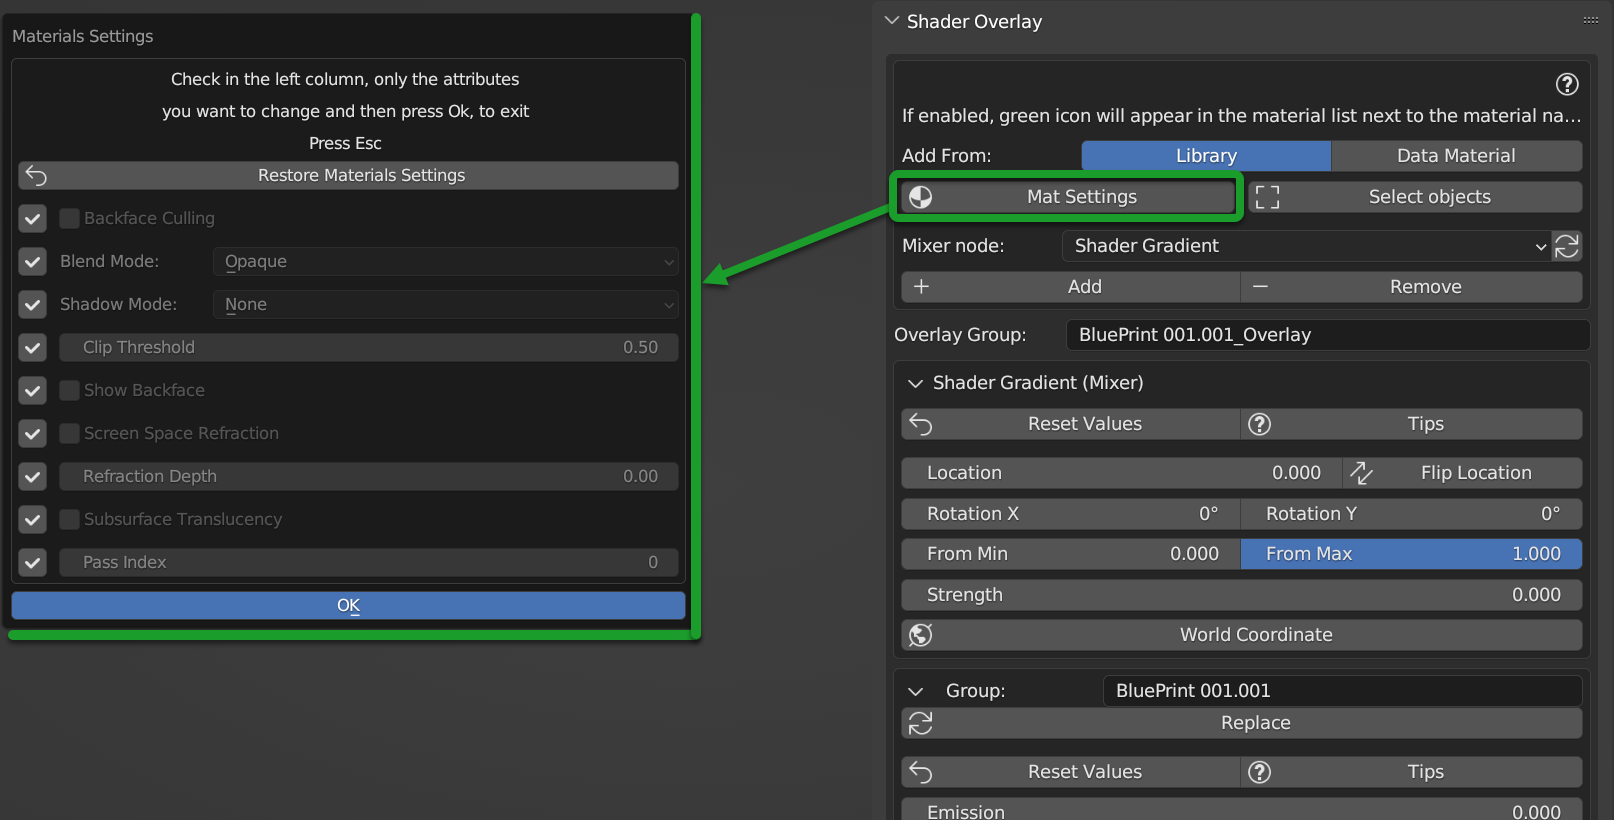 Materials Settings
Check in the left column, only the attributes
you want to change and then press Ok, to exit
Press Esc
Restore Materials Settings
Backface Culling
Blend Mode: Opaque
Shadow Mode: None
Clip Threshold 0.50
Show Backface
Screen Space Refraction
Refraction Depth 0.00
Subsurface Translucency
Pass Index 0
OK
Shader Overlay
If enabled, green icon will appear in the material list next to the material na...
Add From: Library Data Material
Mat Settings Select objects
Mixer node: Shader Gradient
Add Remove
Overlay Group: BluePrint 001.001_Overlay
Shader Gradient (Mixer)
Reset Values Tips
Location 0.000 Flip Location
Rotation X 0° Rotation Y 0°
From Min 0.000 From Max 1.000
Strength 0.000
World Coordinate
Group: BluePrint 001.001
Replace
Reset Values Tips
Emission 0.000